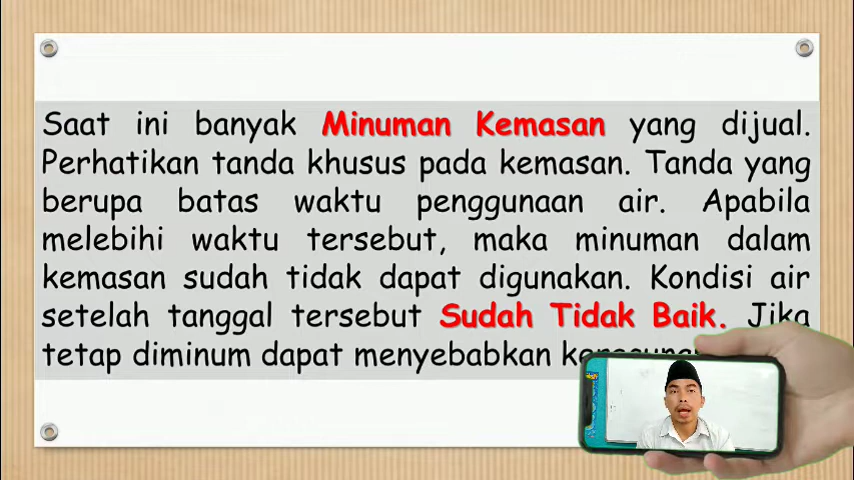 Saat ini banyak Minuman Kemasan yang dijual.
Perhatikan tanda khusus pada kemasan. Tanda yang
berupa batas waktu penggunaan air. Apabila
melebihi waktu tersebut, maka minuman dalam
kemasan sudah tidak dapat digunakan. Kondisi air
setelah tanggal tersebut Sudah Tidak Baik. Jika
tetap diminum dapat menyebabkan